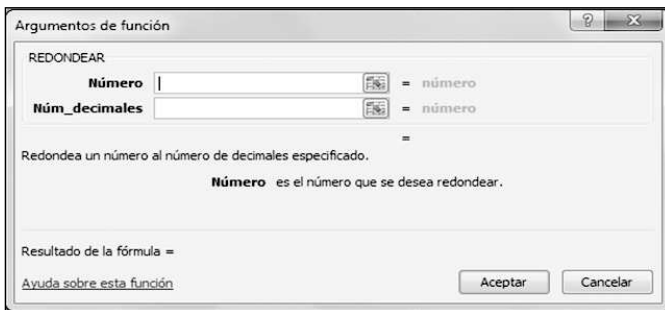 Argumentos de función
REDONDEAR
Número = número
Núm_decimales = número
=
Redondea un número al número de decimales especificado.
Número es el número que se desea redondear.
Resultado de la fórmula =
Ayuda sobre esta función Aceptar Cancelar